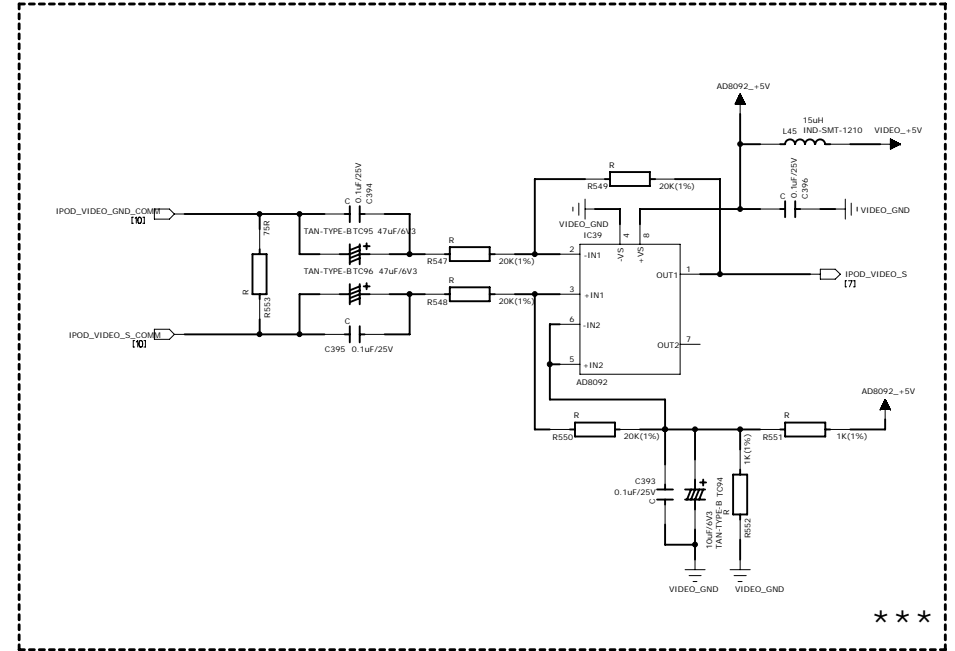 AD8092_+5V
15uH
L45 IND-SMT-1210 VIDEO_+5V
C 0.1uF/25V C396
VIDEO_GND
R
R549 20K(1%)
C 0.1uF/25V C394
IPOD_VIDEO_GND_COMM
[10]
75R
R
R553
TAN-TYPE-B TC95 47uF/6V3
TAN-TYPE-B TC96 47uF/6V3
R
R547 20K(1%)
R
R548 20K(1%)
C
C395 0.1uF/25V
IPOD_VIDEO_S_COMM
[10]
VIDEO_GND
IC39
4 8
-VS +VS
2 -IN1
3 +IN1
6 -IN2
5 +IN2
OUT1 1
OUT2 7
AD8092
IPOD_VIDEO_S
[7]
AD8092_+5V
R
R550 20K(1%)
R
R551 1K(1%)
C393
0.1uF/25V
C
10uF/6V3
TAN-TYPE-B TC94
1K(1%)
R
R552
VIDEO_GND VIDEO_GND
***